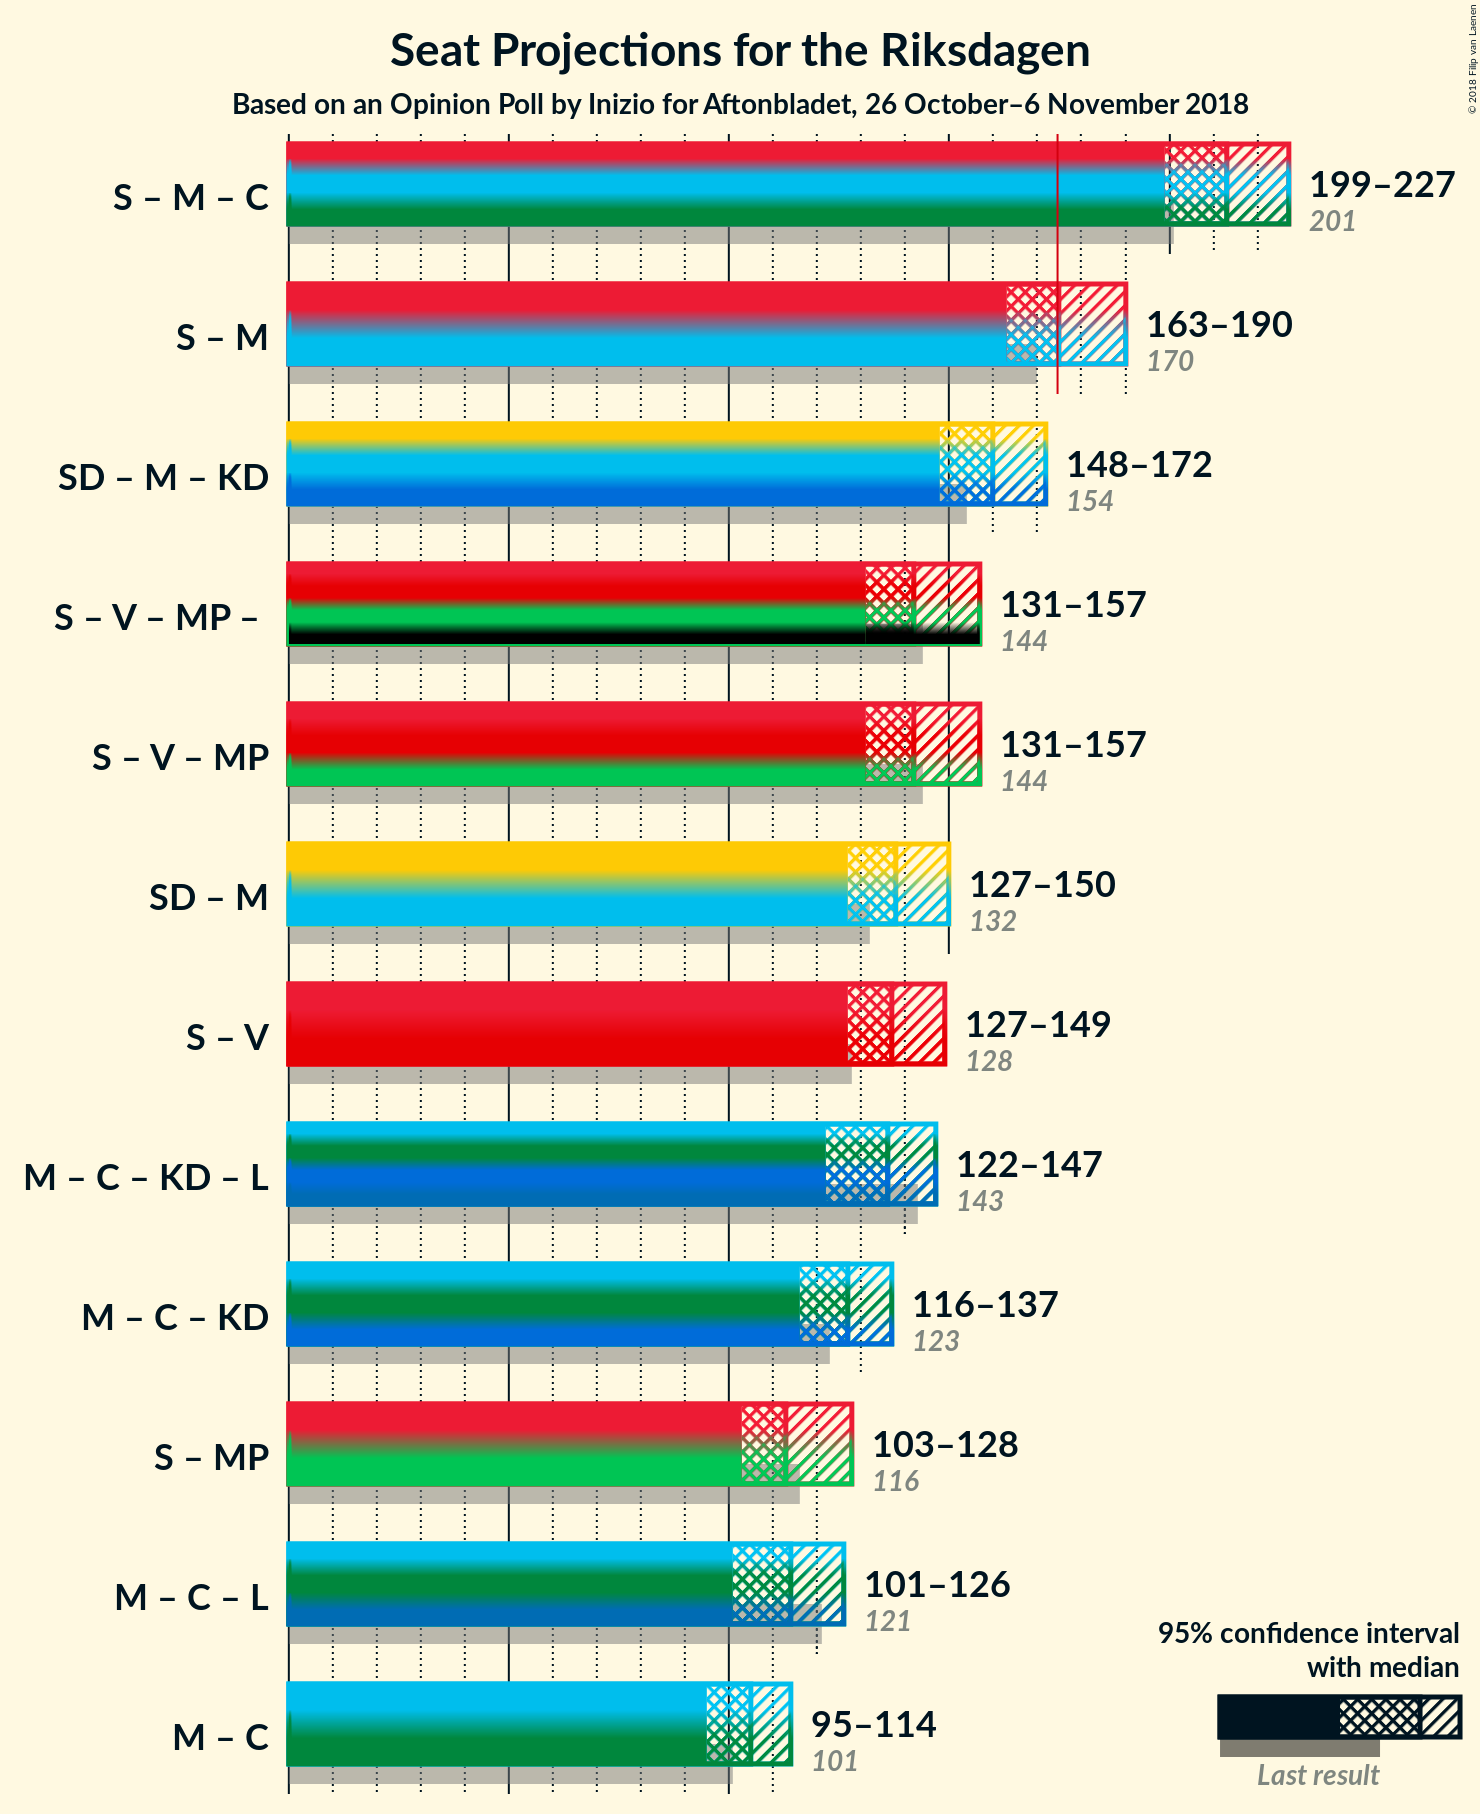 Seat Projections for the Riksdagen
Based on an Opinion Poll by Inizio for Aftonbladet, 26 October–6 November 2018
© 2018 Filip van Laenen
S – M – C
199–227
201
S – M
163–190
170
SD – M – KD
148–172
154
S – V – MP –
131–157
144
S – V – MP
131–157
144
SD – M
127–150
132
S – V
127–149
128
M – C – KD – L
122–147
143
M – C – KD
116–137
123
S – MP
103–128
116
M – C – L
101–126
121
M – C
95–114
101
95% confidence interval
with median
Last result